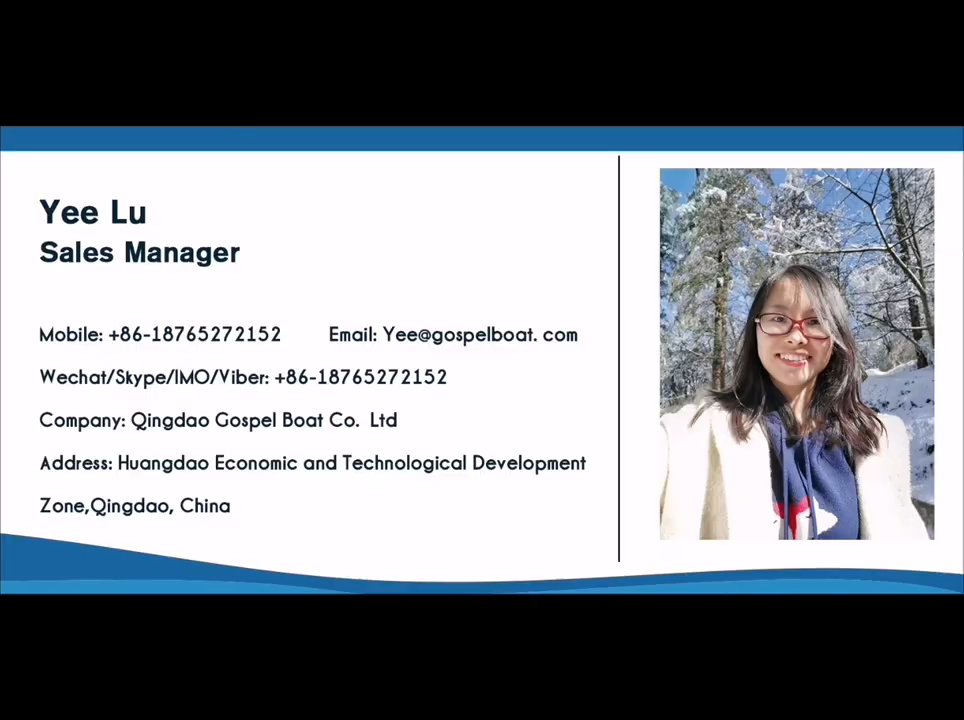 Yee Lu
Sales Manager
Mobile: +86-18765272152 Email: Yee@gospelboat. com
Wechat/Skype/IMO/Viber: +86-18765272152
Company: Qingdao Gospel Boat Co. Ltd
Address: Huangdao Economic and Technological Development
Zone,Qingdao, China